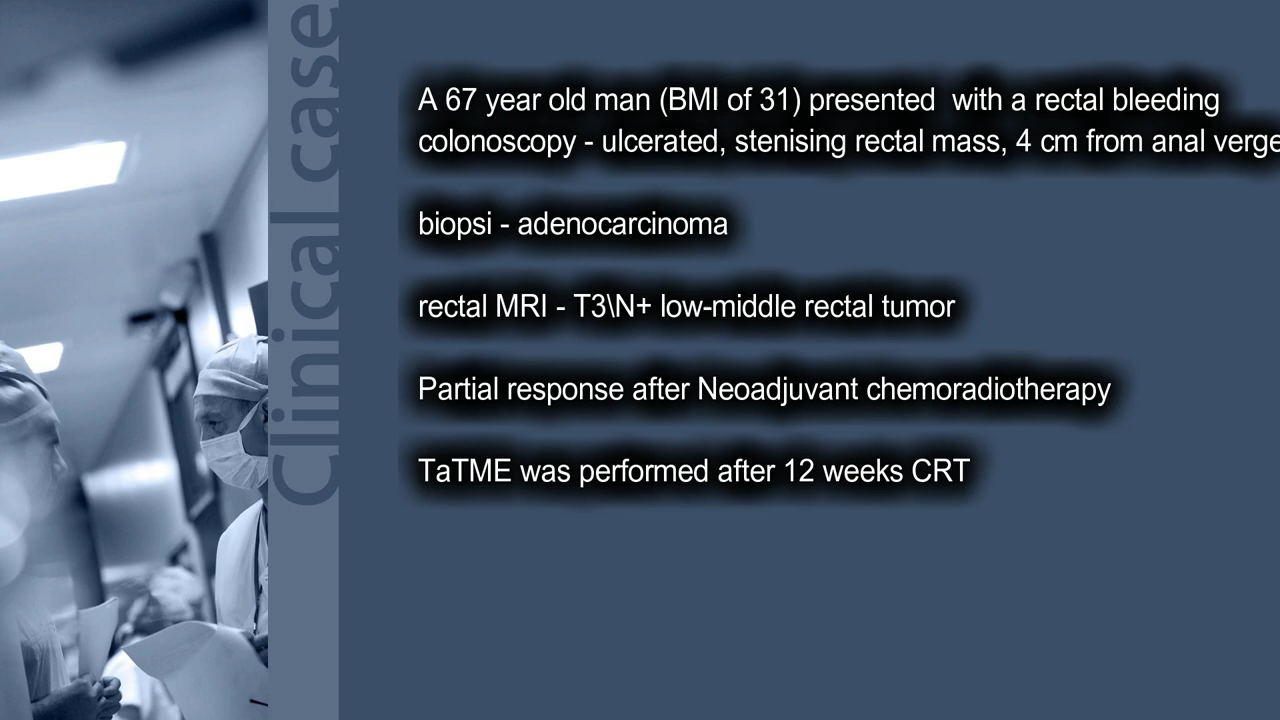 Clinical case
A 67 year old man (BMI of 31) presented  with a rectal bleeding
colonoscopy - ulcerated, stenising rectal mass, 4 cm from anal verge
biopsi - adenocarcinoma
rectal MRI - T3\N+ low-middle rectal tumor
Partial response after Neoadjuvant chemoradiotherapy
TaTME was performed after 12 weeks CRT